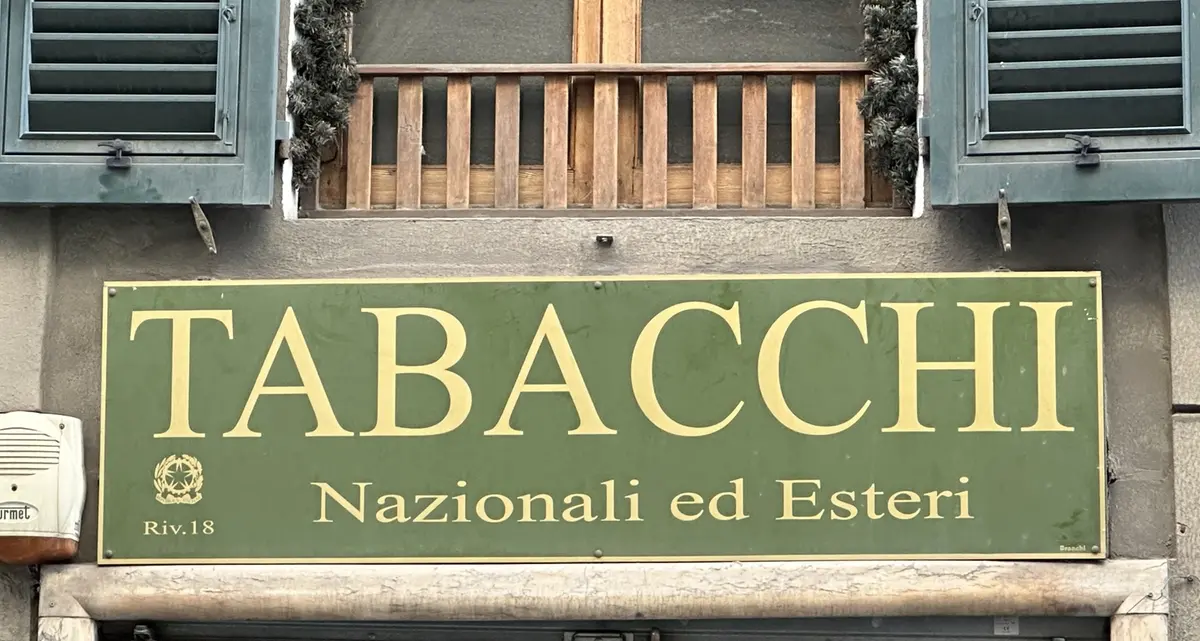 TABACCHI
Nazionali ed Esteri
Riv.18